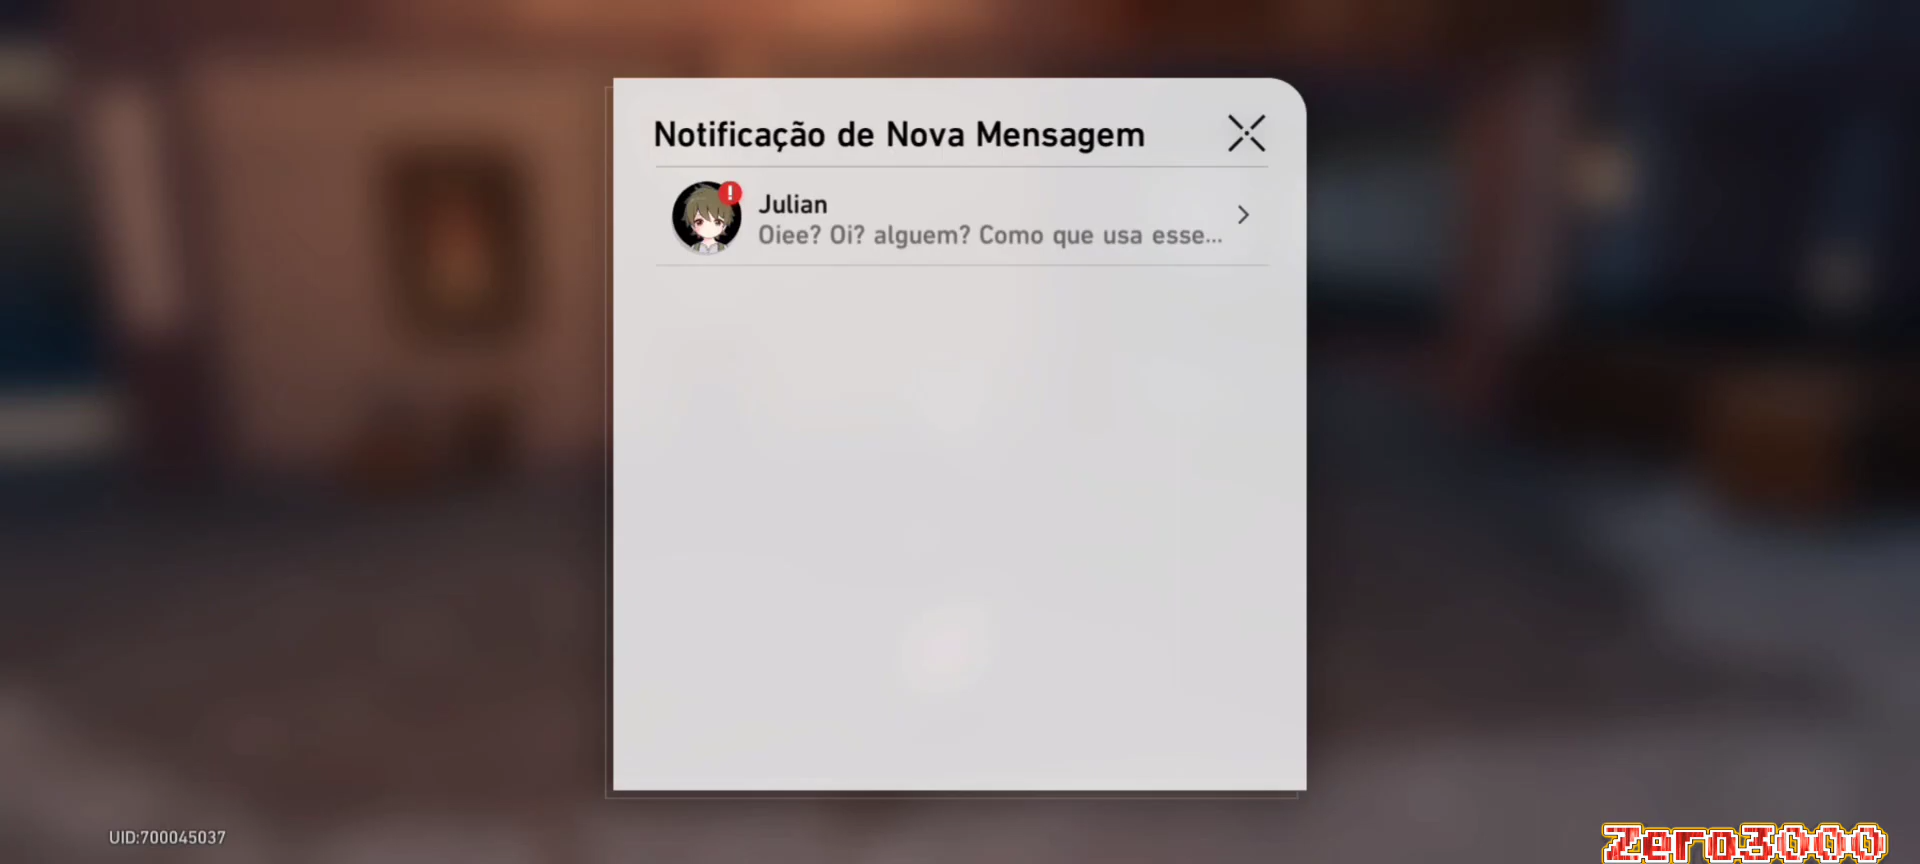 Notificação de Nova Mensagem
Julian
Oiee? Oi? alguem? Como que usa esse...
UID:700045037
Zero3000